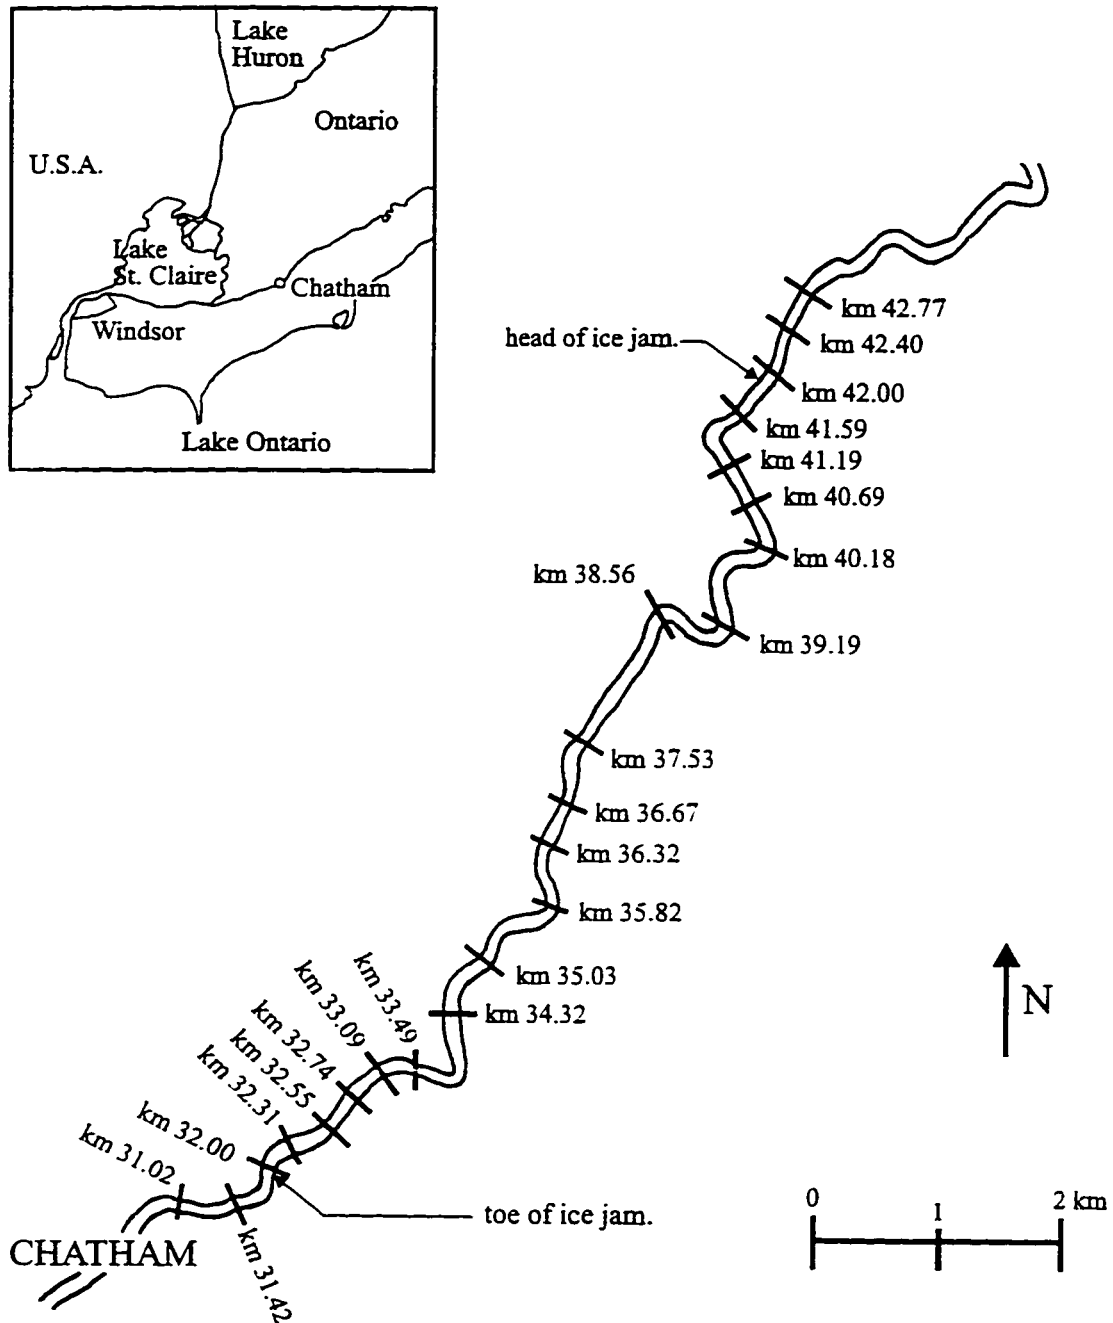 Lake
Huron
Ontario
U.S.A.
Lake
St. Claire
Chatham
Windsor
Lake Ontario
km 42.77
head of ice jam.
km 42.40
km 42.00
km 41.59
km 41.19
km 40.69
km 40.18
km 38.56
km 39.19
km 37.53
km 36.67
km 36.32
km 35.82
km 35.03
km 34.32
N
km 33.49
km 33.09
km 32.74
km 32.55
km 32.31
km 32.00
km 31.02
km 31.42
toe of ice jam.
0
1
2 km
CHATHAM